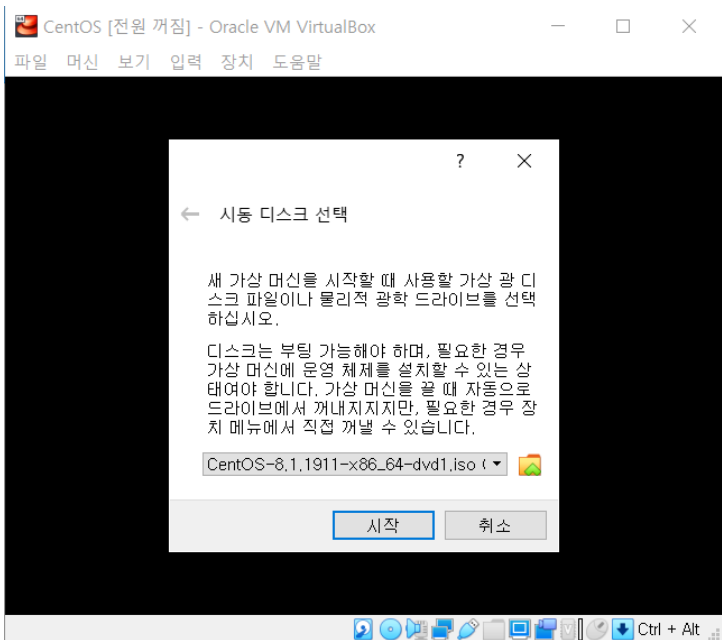 CentOS [전원 꺼짐] - Oracle VM VirtualBox
파일 머신 보기 입력 장치 도움말
?
시동 디스크 선택
새 가상 머신을 시작할 때 사용할 가상 광 디
스크 파일이나 물리적 광학 드라이브를 선택
하십시오.
디스크는 부팅 가능해야 하며, 필요한 경우
가상 머신에 운영 체제를 설치할 수 있는 상
태여야 합니다. 가상 머신을 끌 때 자동으로
드라이브에서 꺼내지지지만, 필요한 경우 장
치 메뉴에서 직접 꺼낼 수 있습니다.
CentOS-8.1.1911-x86_64-dvd1.iso (
시작 취소
Ctrl + Alt